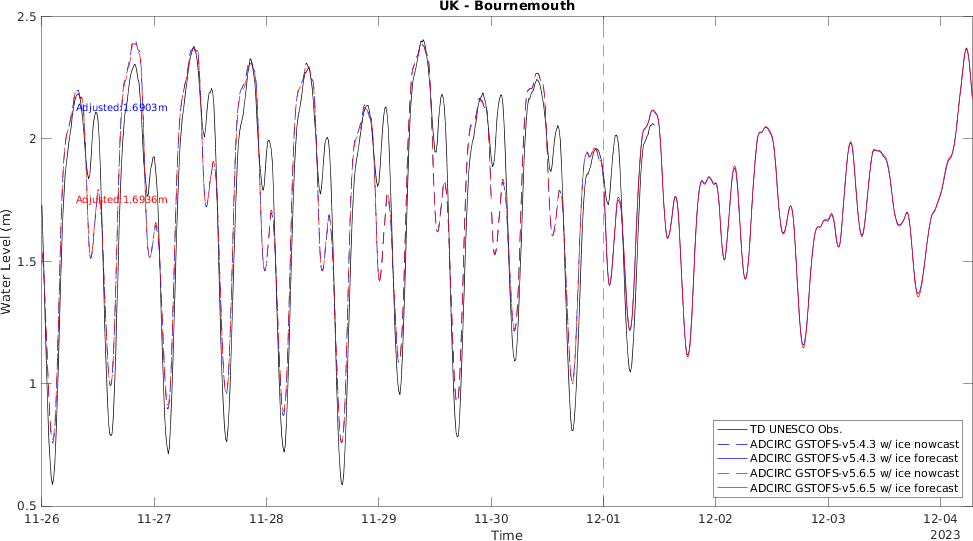 UK - Bournemouth
2.5
2
1.5
1
0.5
Water Level (m)
Adjusted:1.6903m
Adjusted:1.6936m
TD UNESCO Obs.
ADCIRC GSTOFS-v5.4.3 w/ ice nowcast
ADCIRC GSTOFS-v5.4.3 w/ ice forecast
ADCIRC GSTOFS-v5.6.5 w/ ice nowcast
ADCIRC GSTOFS-v5.6.5 w/ ice forecast
11-26 11-27 11-28 11-29 11-30 12-01 12-02 12-03 12-04
Time
2023